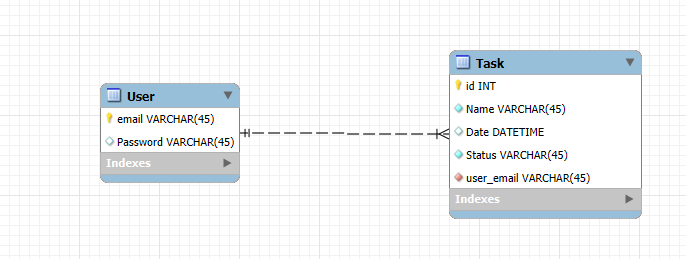 User
email VARCHAR(45)
Password VARCHAR(45)
Indexes
Task
id INT
Name VARCHAR(45)
Date DATETIME
Status VARCHAR(45)
user_email VARCHAR(45)
Indexes